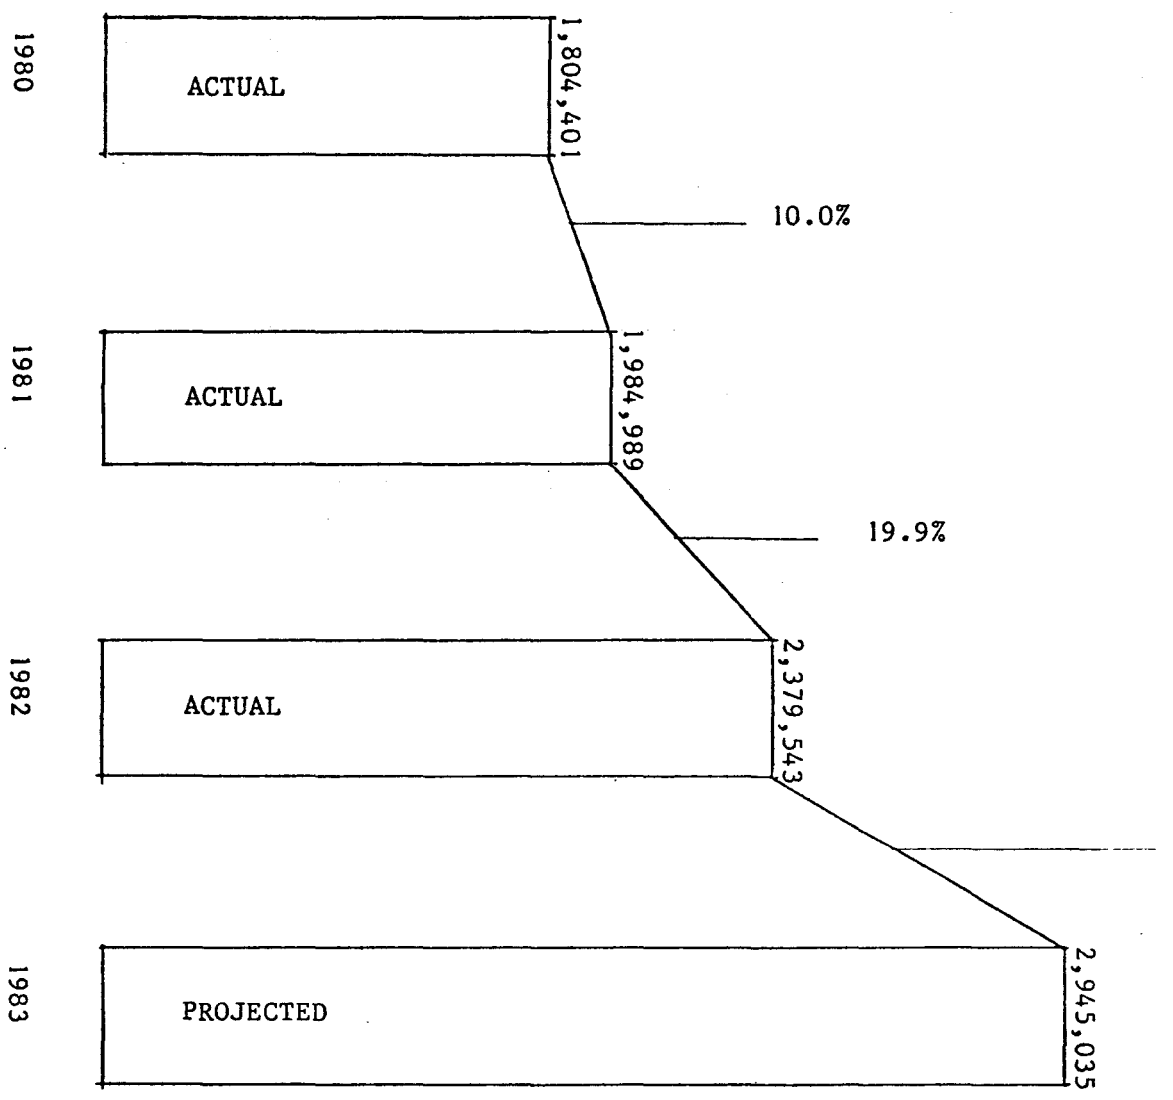 1980
ACTUAL
1,804,401
10.0%
1981
ACTUAL
1,984,989
19.9%
1982
ACTUAL
2,379,543
1983
PROJECTED
2,945,035